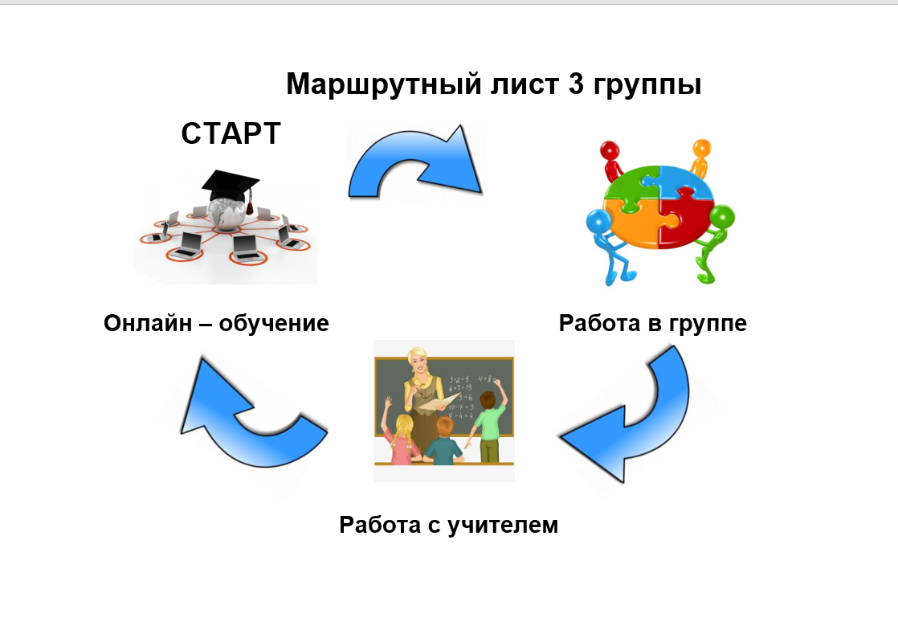 Маршрутный лист 3 группы
СТАРТ
Онлайн – обучение
Работа в группе
Работа с учителем